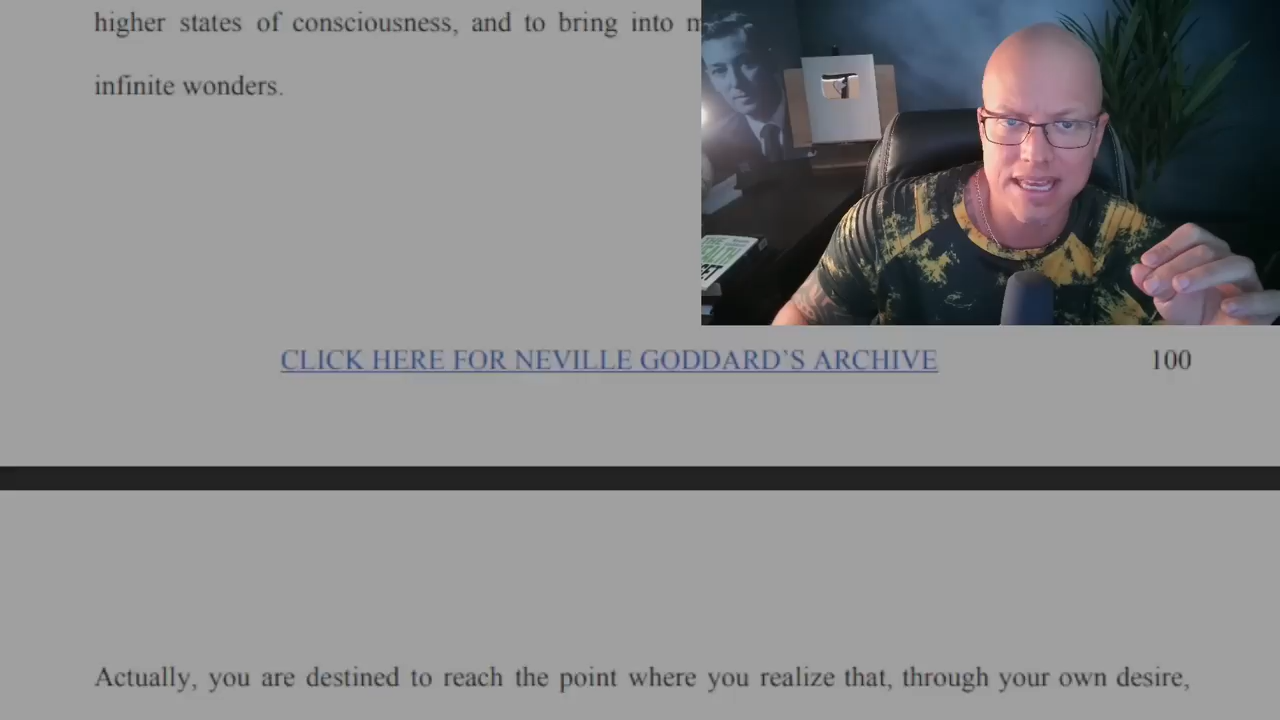 higher states of consciousness, and to bring into
infinite wonders.
CLICK HERE FOR NEVILLE GODDARD'S ARCHIVE 100
Actually, you are destined to reach the point where you realize that, through your own desire,